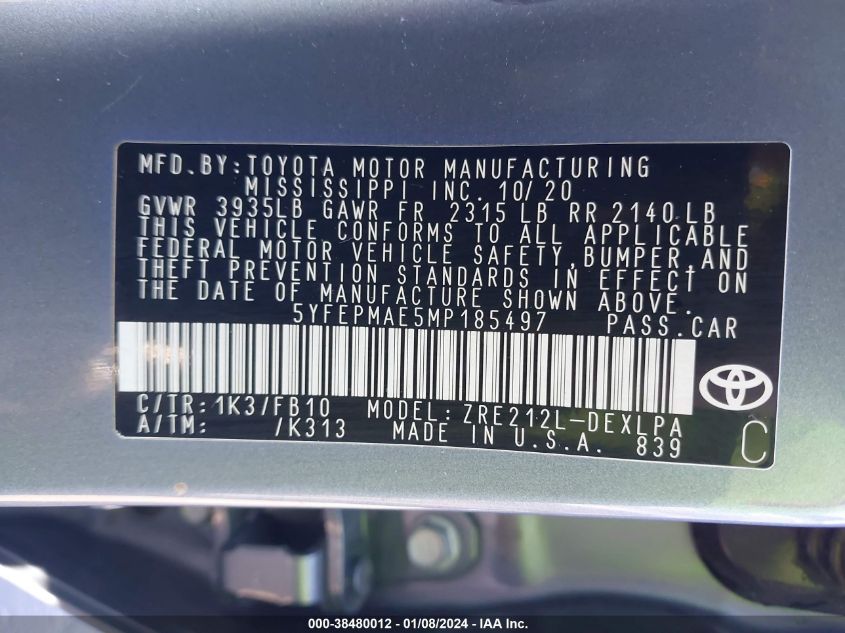 MFD.BY:TOYOTA MOTOR MANUFACTURING
MISSISSIPPI INC. 10/20
GVWR 3935LB GAWR FR 2315 LB RR 2140 LB
THIS VEHICLE CONFORMS TO ALL APPLICABLE
FEDERAL MOTOR VEHICLE SAFETY,BUMPER,AND
THEFT PREVENTION STANDARDS IN EFFECT ON
THE DATE OF MANUFACTURE SHOWN ABOVE.
5YFEPMAE5MP185497 PASS.CAR
C/TR:1K3/FB10 MODEL:ZRE212L-DEXLPA
A/TM: /K313 MADE IN U.S.A. 839
C
000-38480012 - 01/08/2024 - IAA Inc.